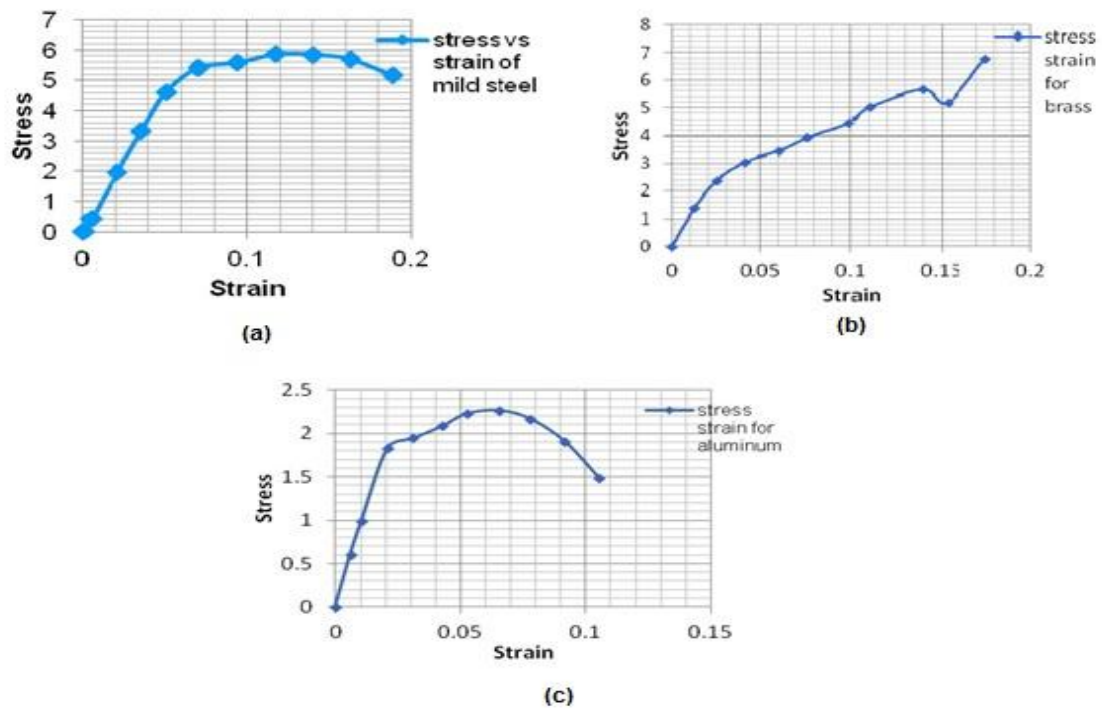 7
6
5
4
3
2
1
0
Stress
0 0.1 0.2
Strain
stress vs
strain of
mild steel
(a)
8
7
6
5
4
3
2
1
0
Stress
0 0.05 0.1 0.15 0.2
Strain
stress
strain
for
brass
(b)
2.5
2
1.5
1
0.5
0
Stress
0 0.05 0.1 0.15
Strain
stress
strain for
aluminum
(c)